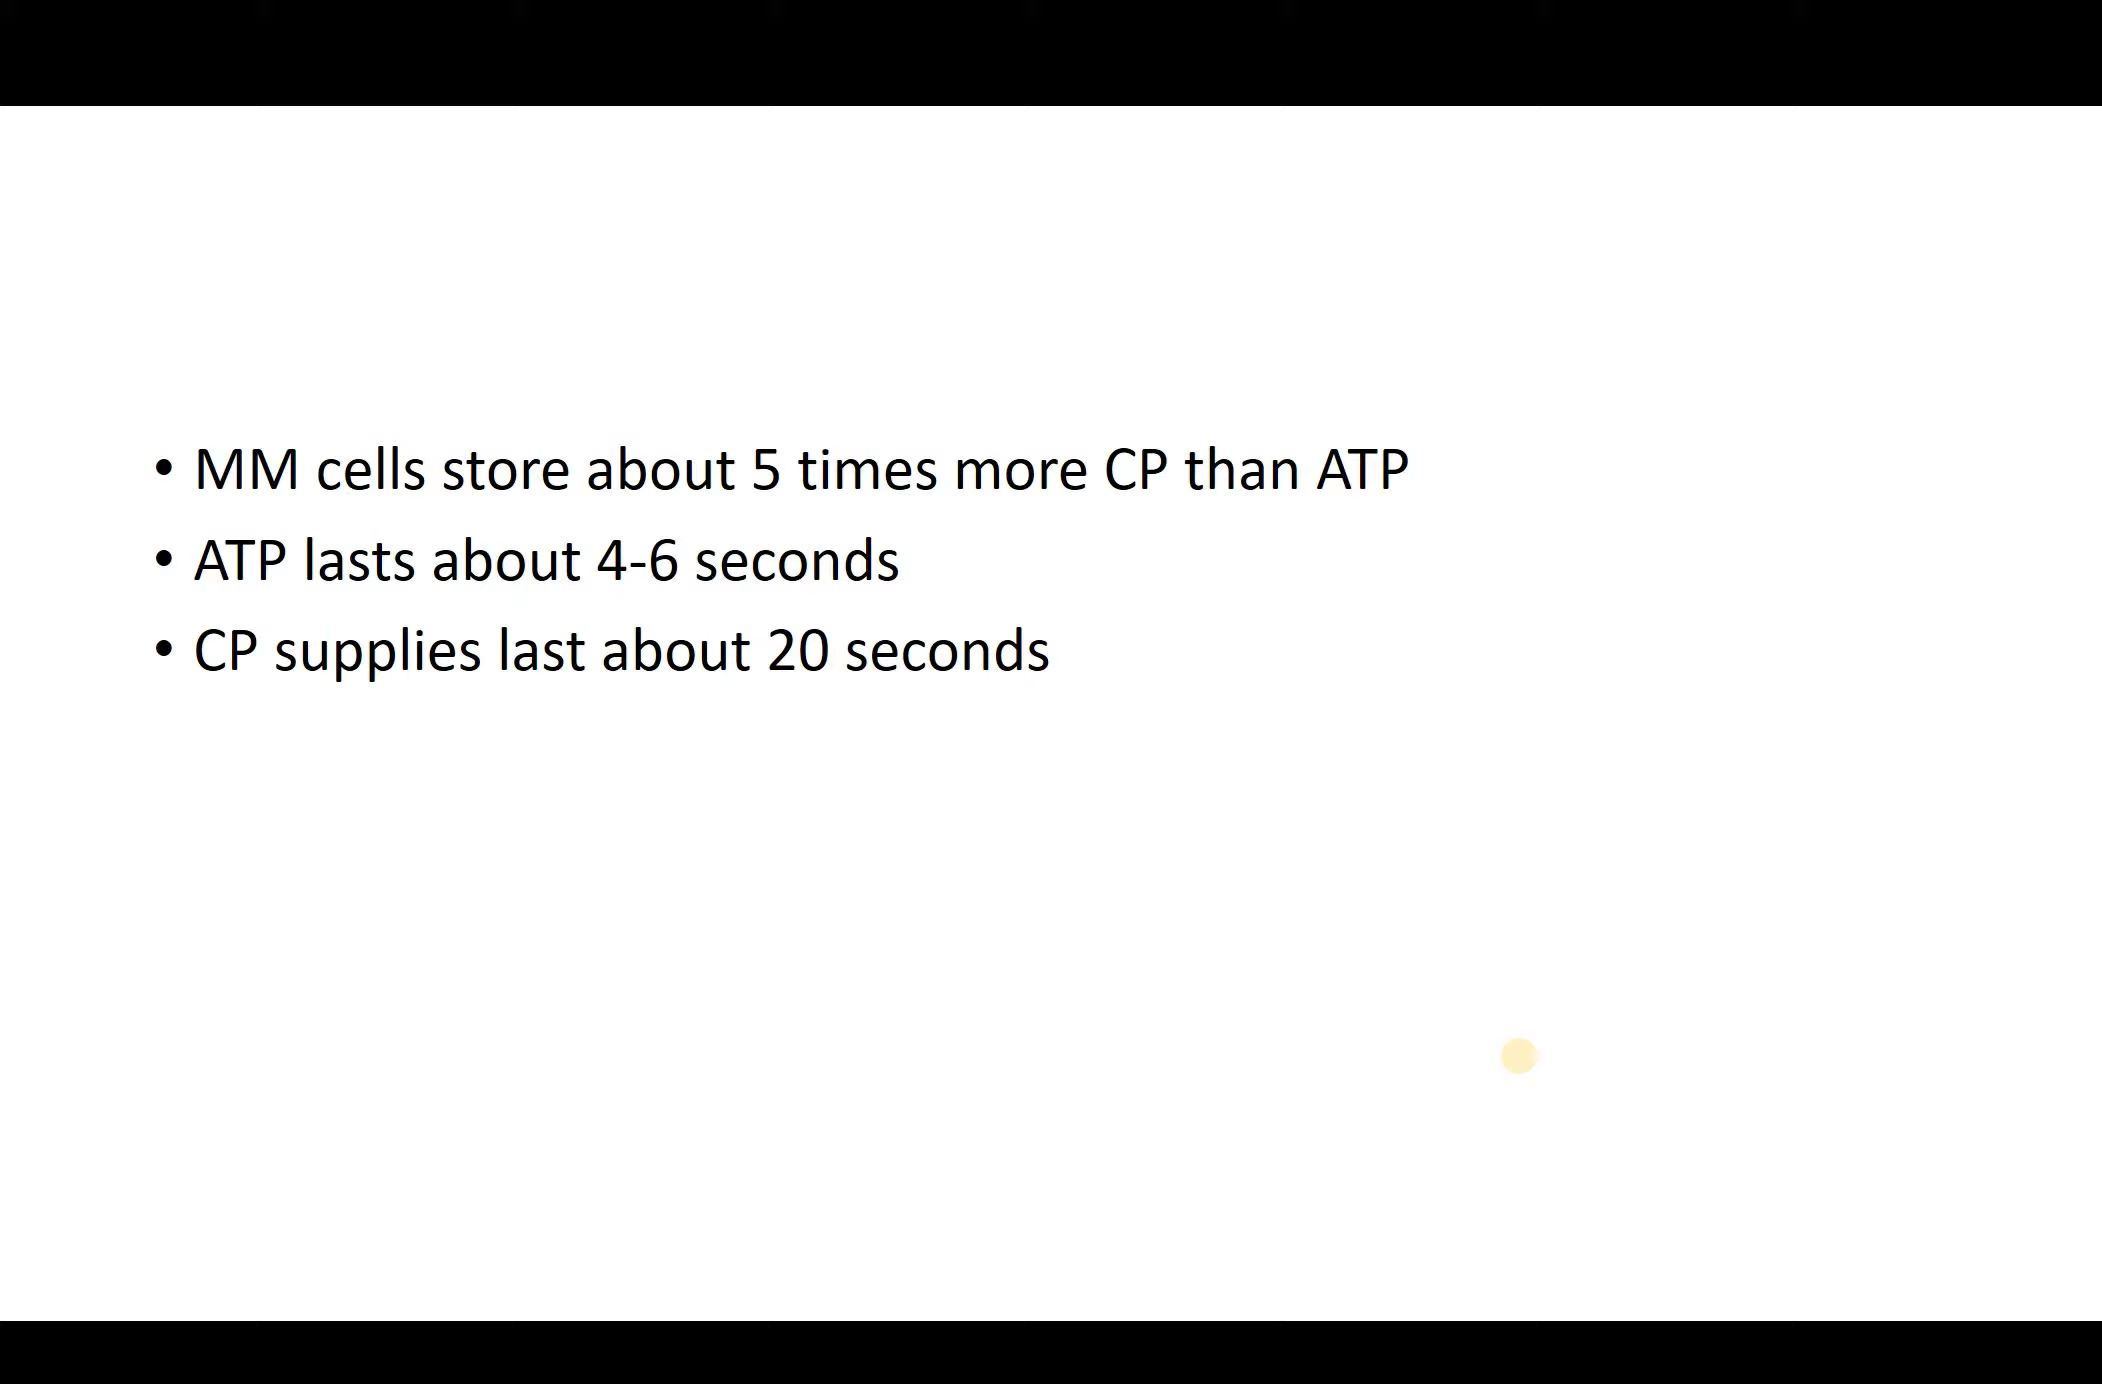 • MM cells store about 5 times more CP than ATP
• ATP lasts about 4-6 seconds
• CP supplies last about 20 seconds